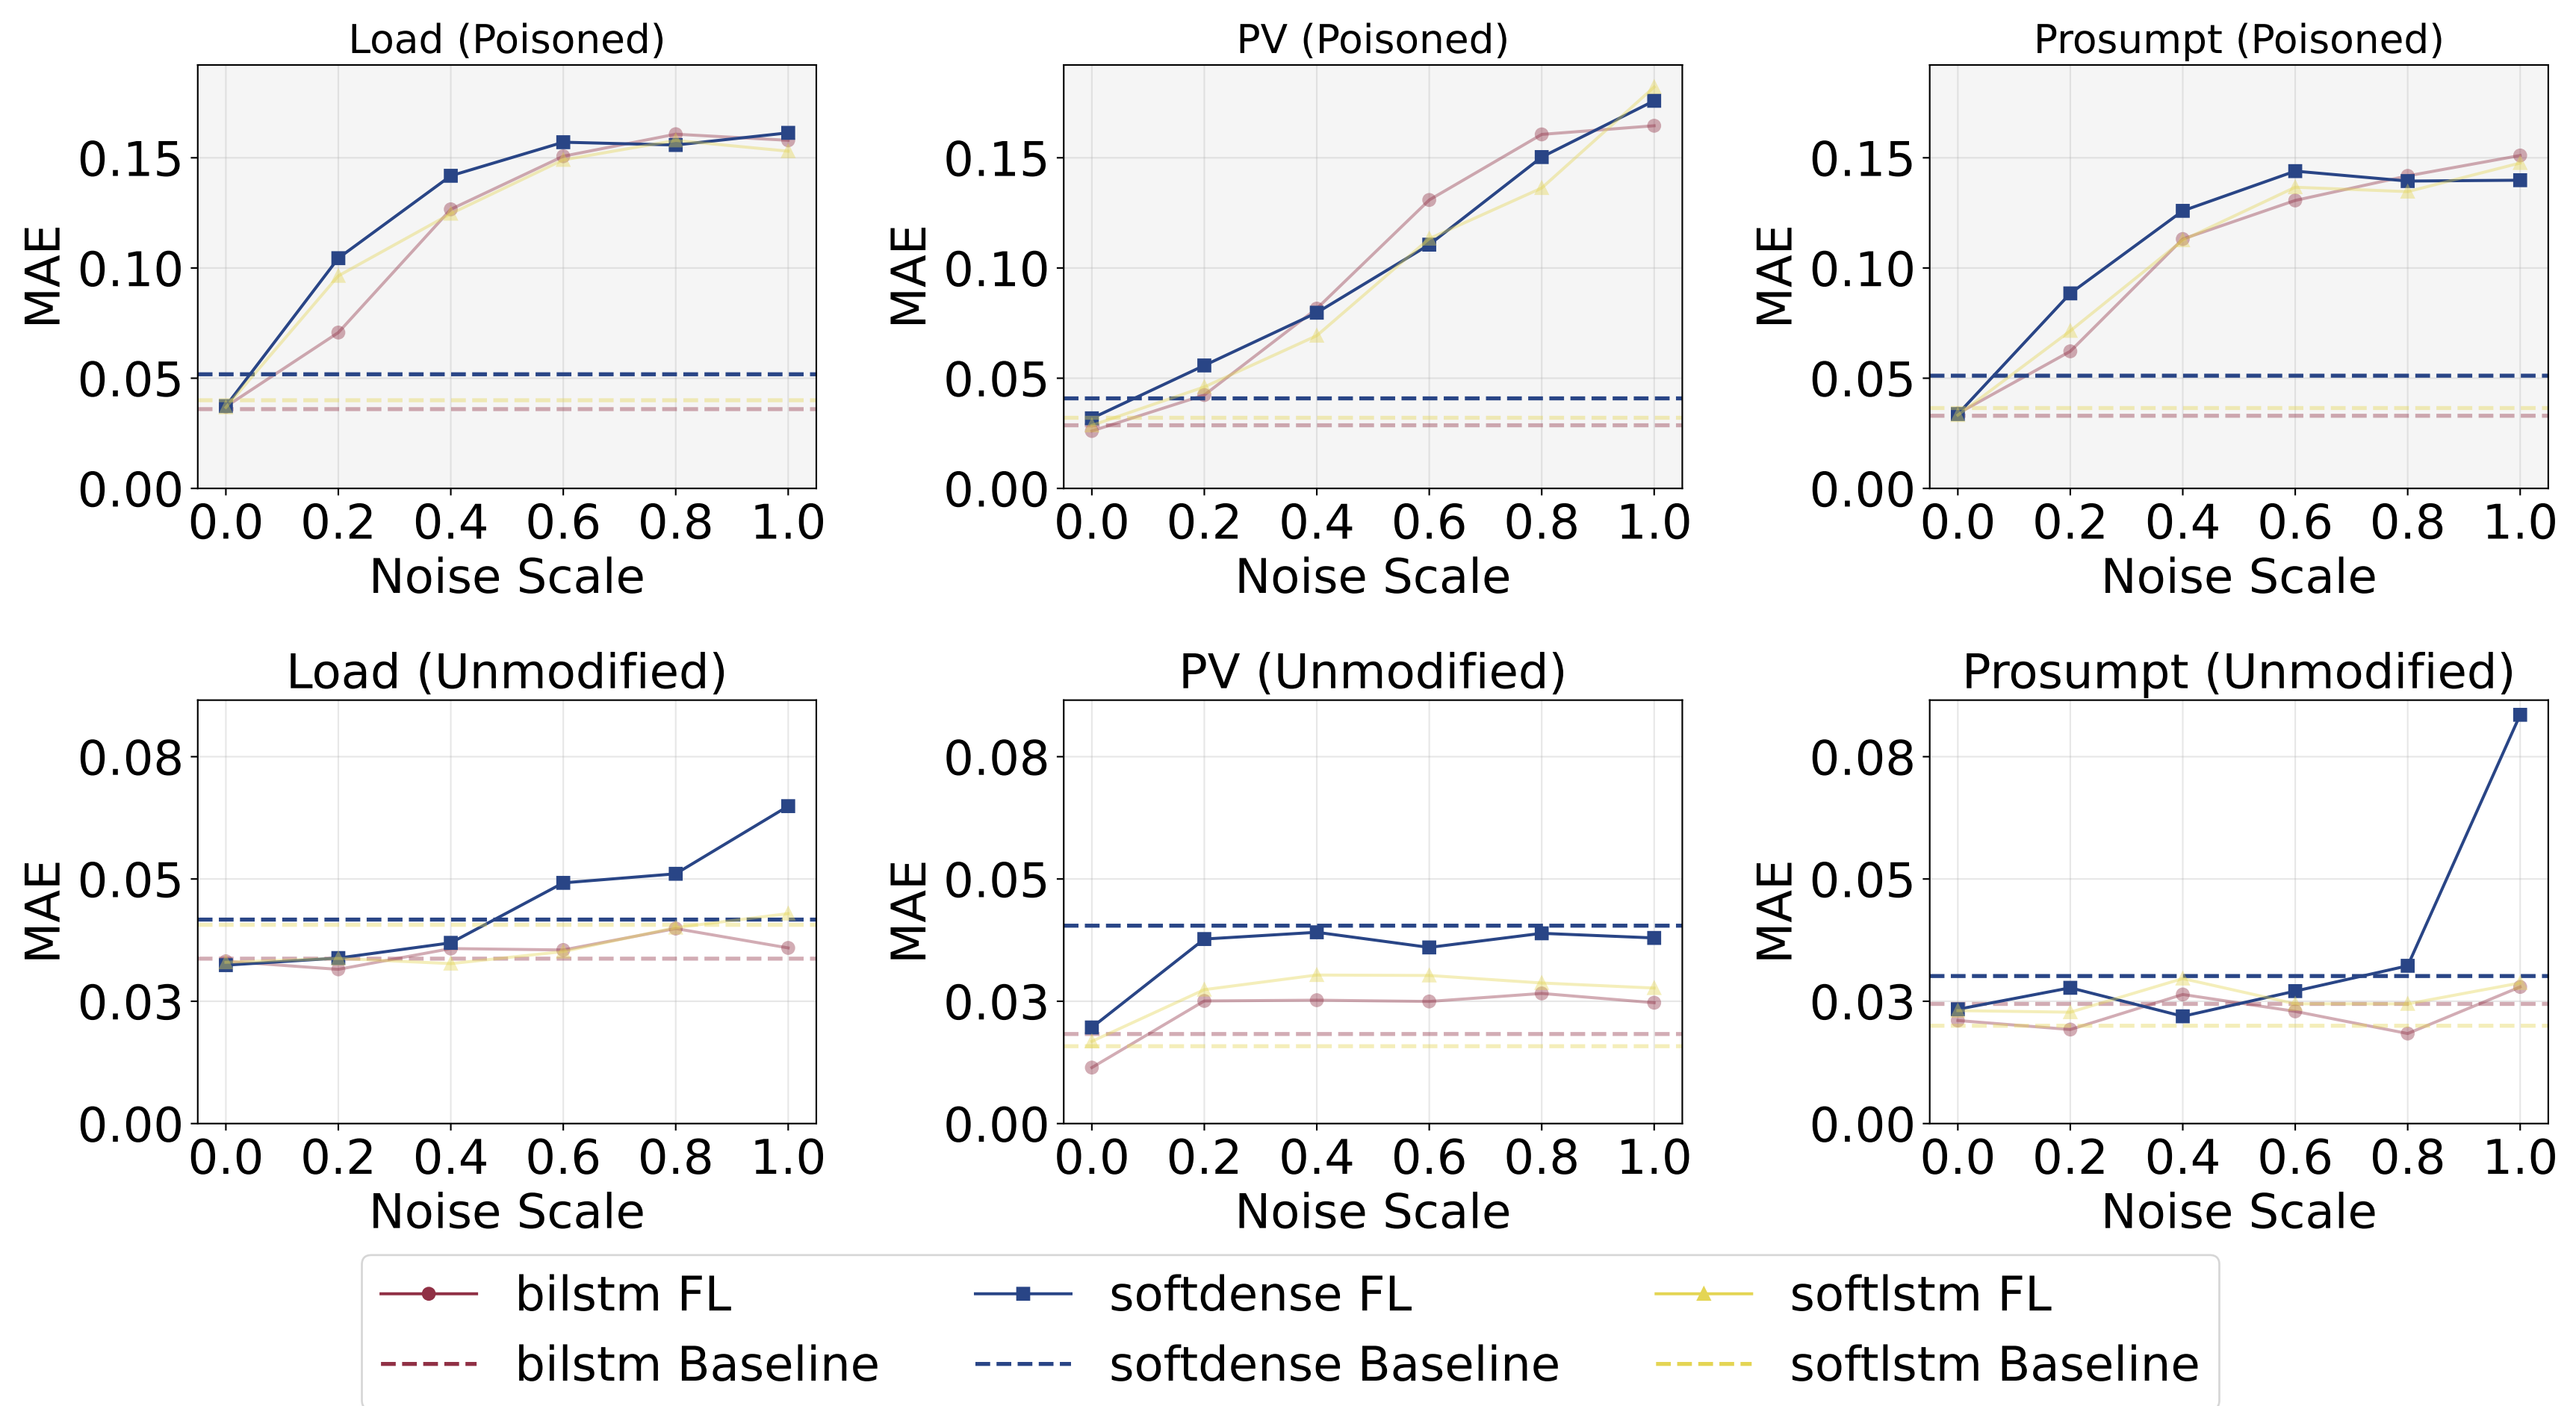 Load (Poisoned)
PV (Poisoned)
Prosumpt (Poisoned)
MAE
0.15
0.10
0.05
0.00
0.0 0.2 0.4 0.6 0.8 1.0
Noise Scale
MAE
0.15
0.10
0.05
0.00
0.0 0.2 0.4 0.6 0.8 1.0
Noise Scale
MAE
0.15
0.10
0.05
0.00
0.0 0.2 0.4 0.6 0.8 1.0
Noise Scale
Load (Unmodified)
PV (Unmodified)
Prosumpt (Unmodified)
MAE
0.08
0.05
0.03
0.00
0.0 0.2 0.4 0.6 0.8 1.0
Noise Scale
MAE
0.08
0.05
0.03
0.00
0.0 0.2 0.4 0.6 0.8 1.0
Noise Scale
MAE
0.08
0.05
0.03
0.00
0.0 0.2 0.4 0.6 0.8 1.0
Noise Scale
bilstm FL
bilstm Baseline
softdense FL
softdense Baseline
softlstm FL
softlstm Baseline